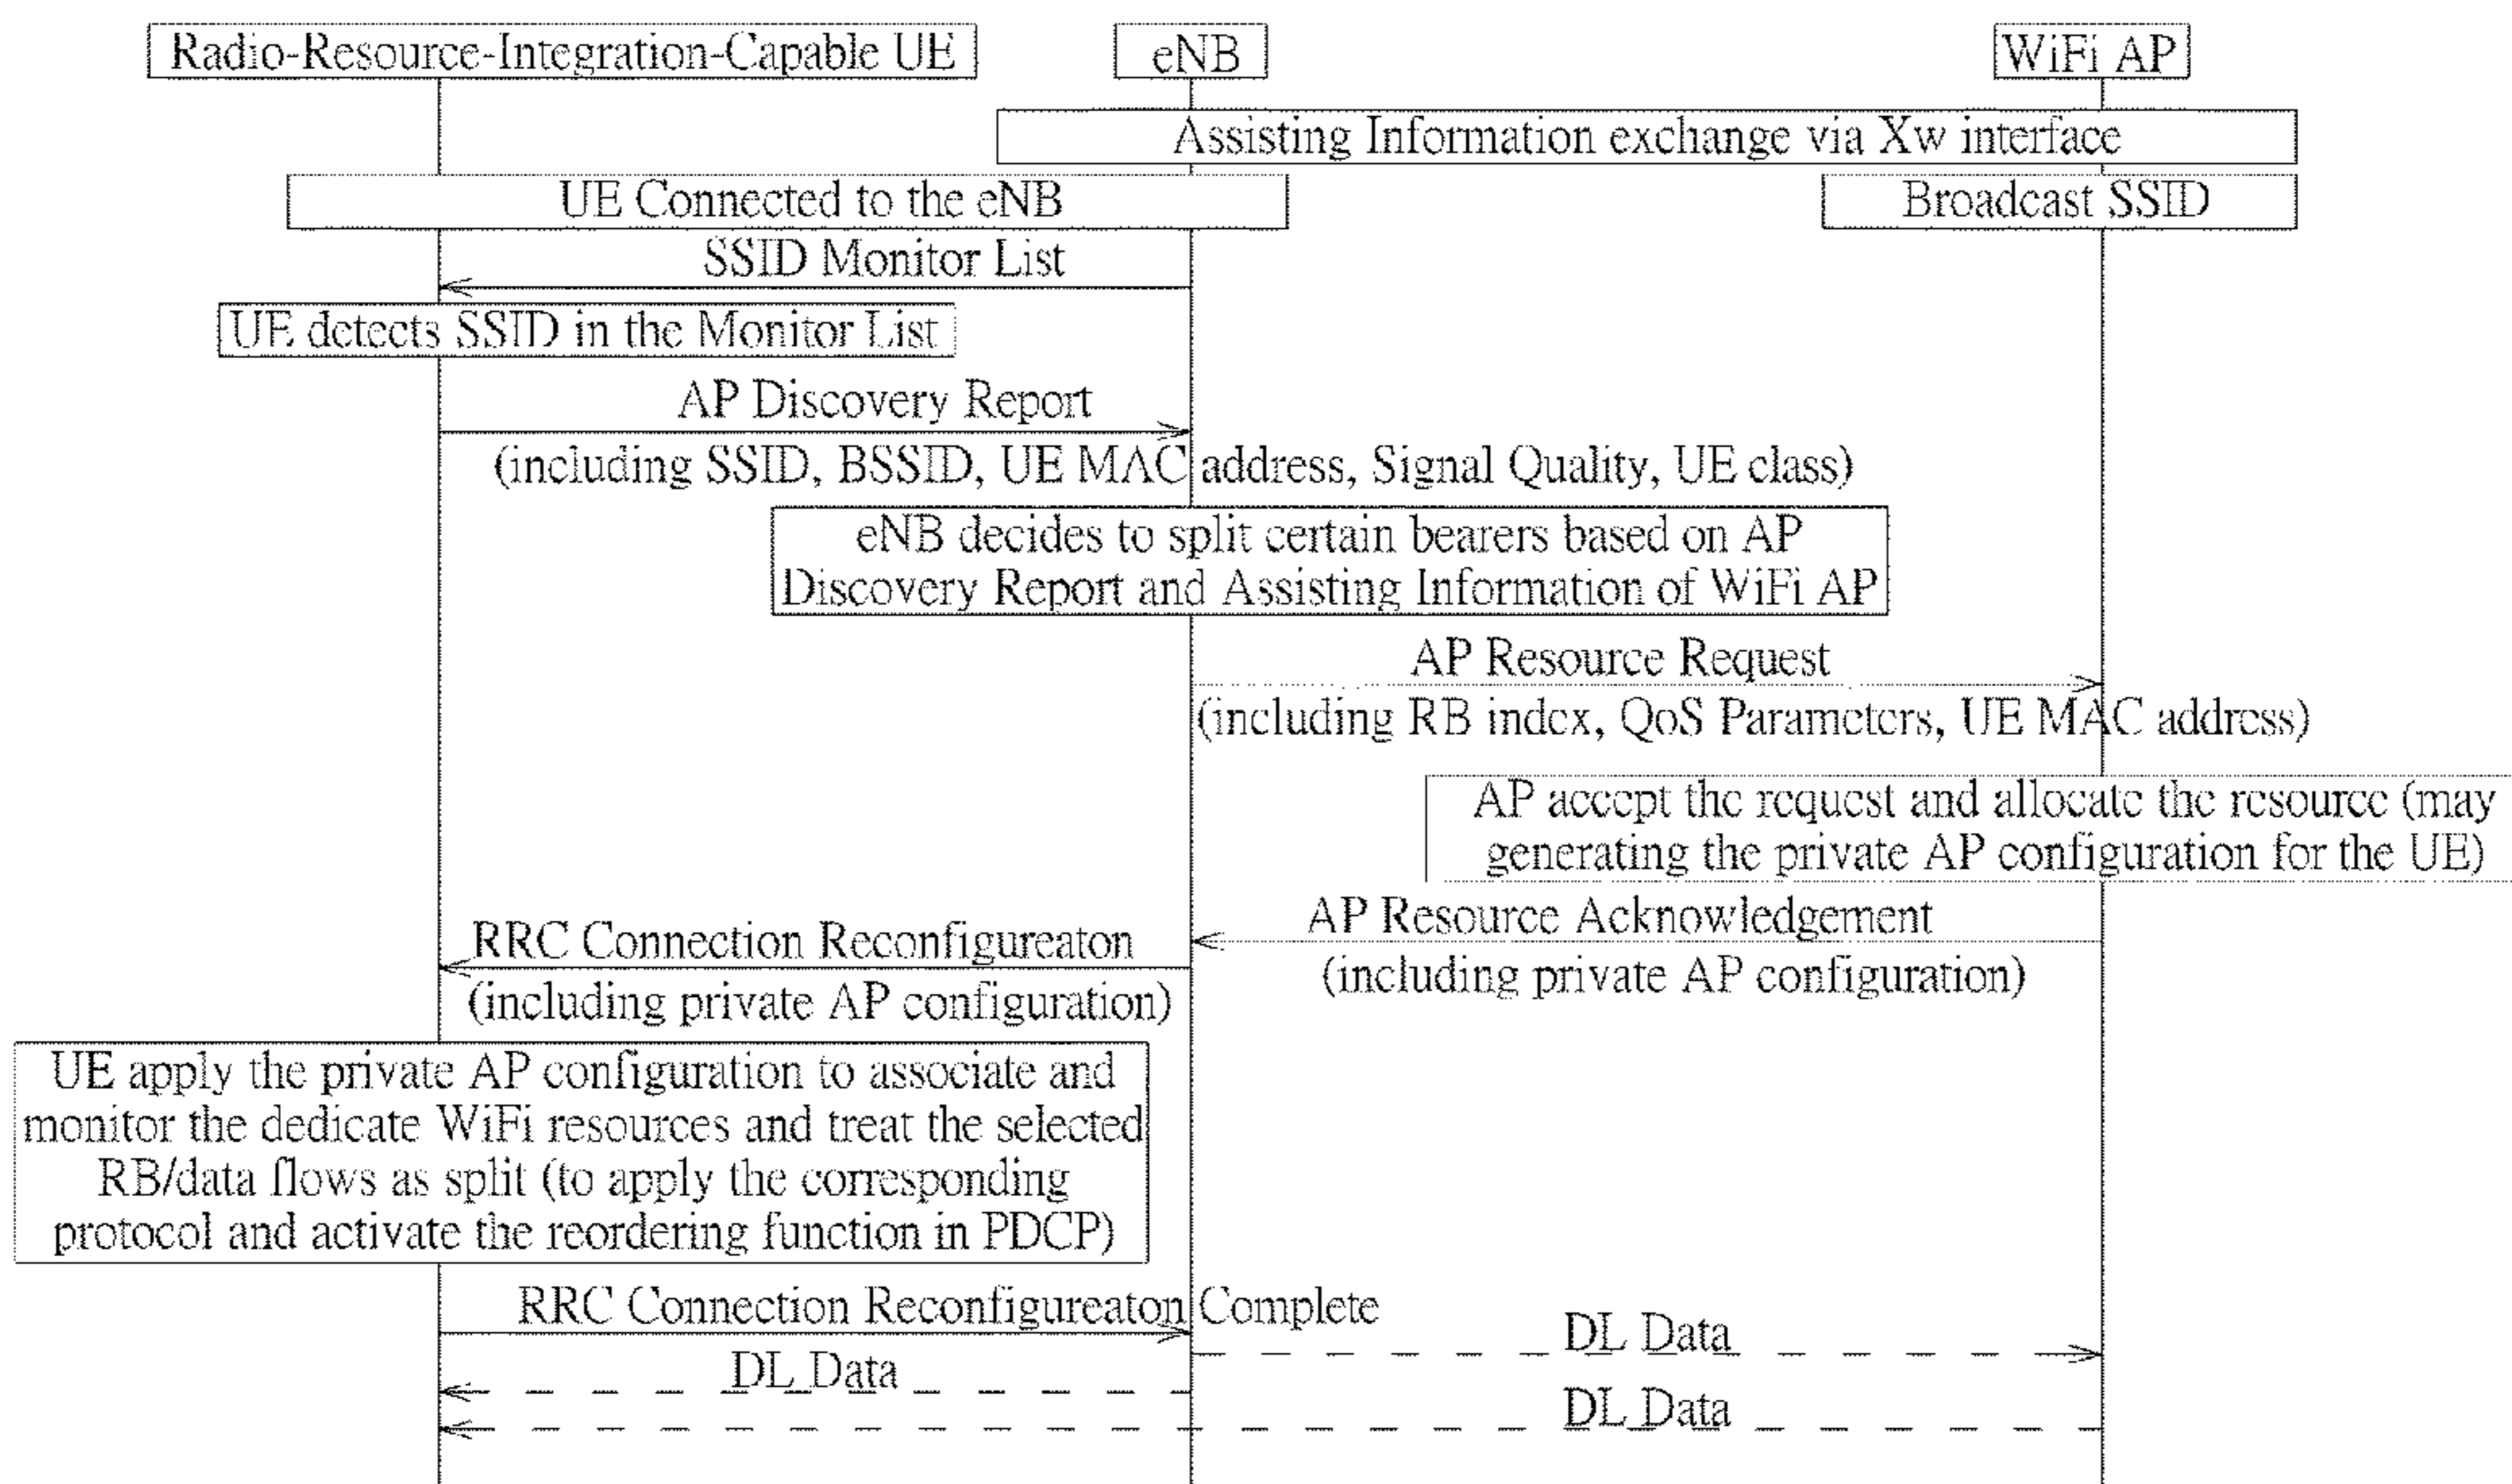 Radio-Resource-Integration-Capable UE
eNB
WiFi AP
Assisting Information exchange via Xw interface
UE Connected to the eNB
Broadcast SSID
SSID Monitor List
UE detects SSID in the Monitor List
AP Discovery Report
(including SSID, BSSID, UE MAC address, Signal Quality, UE class)
eNB decides to split certain bearers based on AP
Discovery Report and Assisting Information of WiFi AP
AP Resource Request
(including RB index, QoS Parameters, UE MAC address)
AP accept the request and allocate the resource (may
generating the private AP configuration for the UE)
AP Resource Acknowledgement
(including private AP configuration)
RRC Connection Reconfigureaton
(including private AP configuration)
UE apply the private AP configuration to associate and
monitor the dedicate WiFi resources and treat the selected
RB/data flows as split (to apply the corresponding
protocol and activate the reordering function in PDCP)
RRC Connection Reconfigureaton Complete
DL Data
DL Data
DL Data